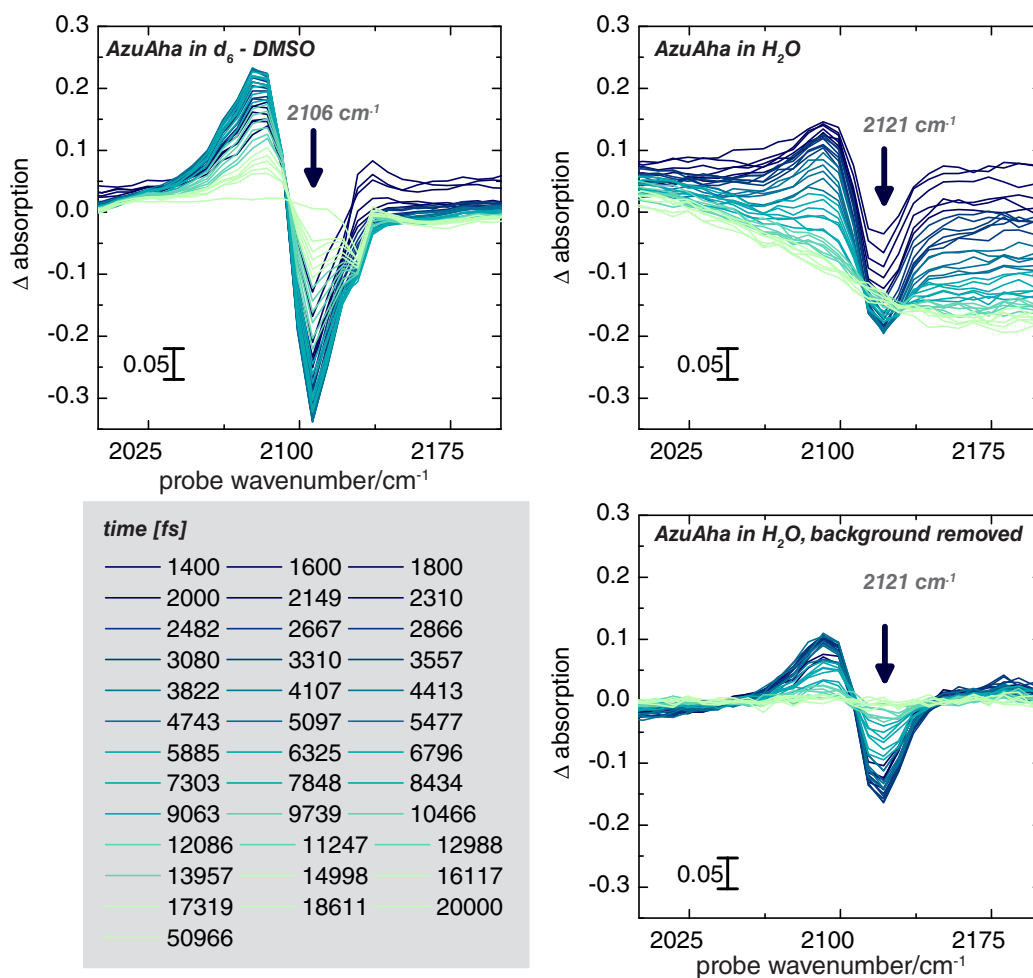 AzuAha in d6 - DMSO
0.3
0.2
0.1
0.0
-0.1
-0.2
-0.3
Δ absorption
2106 cm-1
0.05
2025
2100
2175
probe wavenumber/cm-1
AzuAha in H2O
0.3
0.2
0.1
0.0
-0.1
-0.2
-0.3
Δ absorption
2121 cm-1
0.05
2025
2100
2175
time [fs]
1400 1600 1800
2000 2149 2310
2482 2667 2866
3080 3310 3557
3822 4107 4413
4743 5097 5477
5885 6325 6796
7303 7848 8434
9063 9739 10466
12086 11247 12988
13957 14998 16117
17319 18611 20000
50966
AzuAha in H2O, background removed
0.3
0.2
0.1
0.0
-0.1
-0.2
-0.3
Δ absorption
2121 cm-1
0.05
2025
2100
2175
probe wavenumber/cm-1